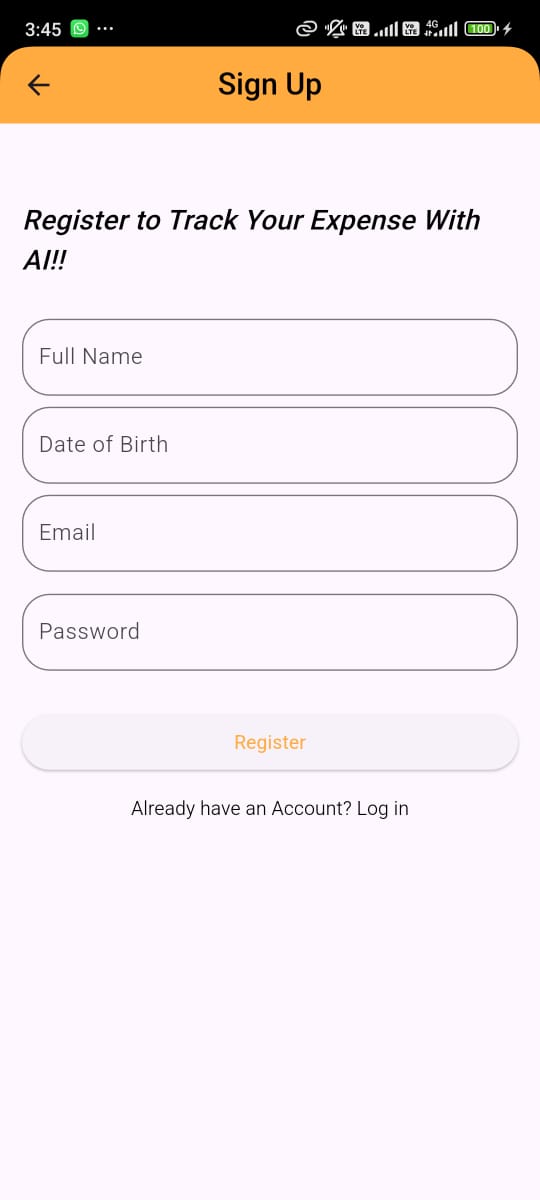 3:45
Vo LTE
Vo LTE
4G
100
Sign Up
Register to Track Your Expense With
AI!!
Full Name
Date of Birth
Email
Password
Register
Already have an Account? Log in